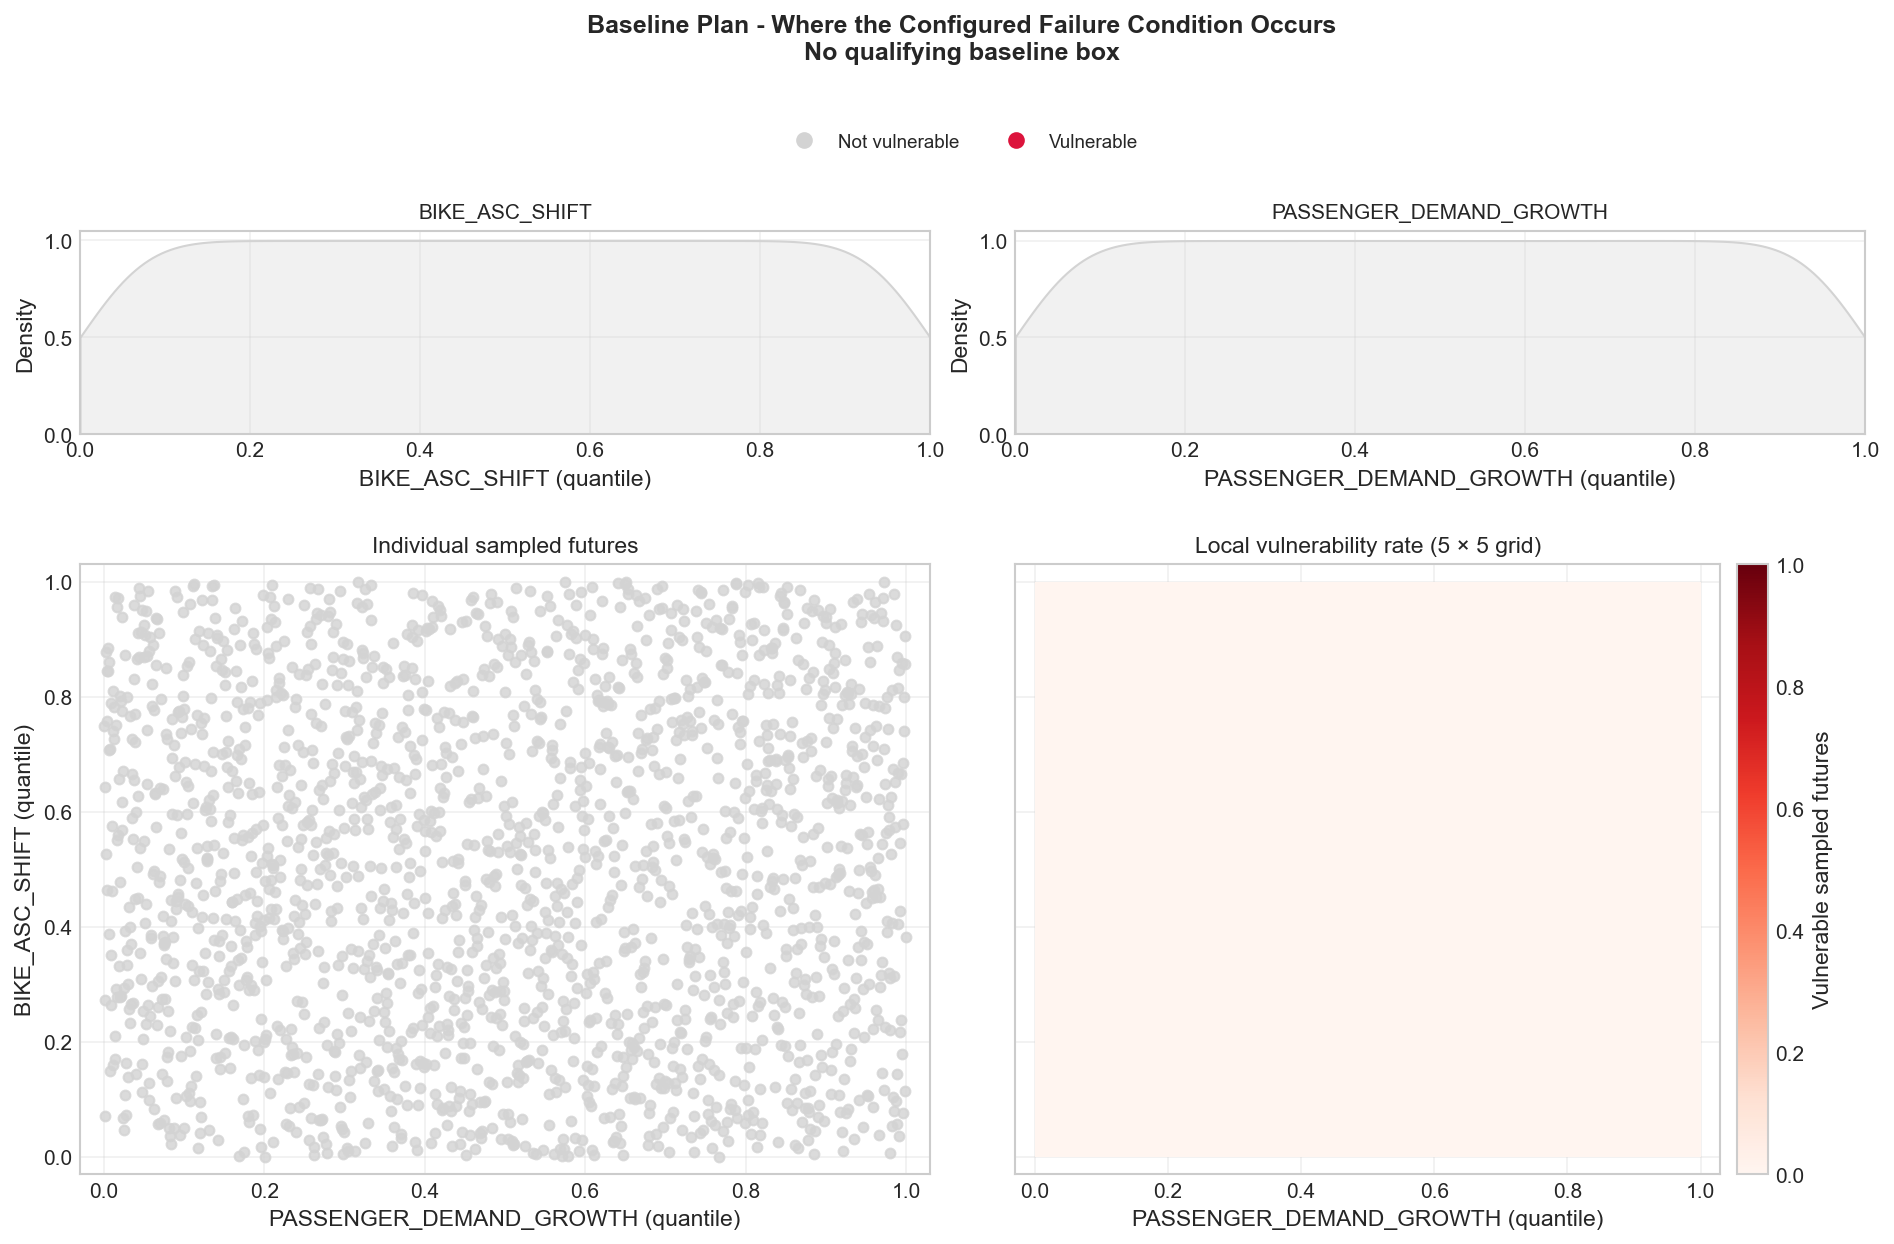 Baseline Plan - Where the Configured Failure Condition Occurs
No qualifying baseline box
Not vulnerable
Vulnerable
BIKE_ASC_SHIFT
1.0
0.5
0.0
Density
0.0 0.2 0.4 0.6 0.8 1.0
BIKE_ASC_SHIFT (quantile)
PASSENGER_DEMAND_GROWTH
1.0
0.5
0.0
Density
0.0 0.2 0.4 0.6 0.8 1.0
PASSENGER_DEMAND_GROWTH (quantile)
Individual sampled futures
1.0
0.8
0.6
0.4
0.2
0.0
BIKE_ASC_SHIFT (quantile)
0.0 0.2 0.4 0.6 0.8 1.0
PASSENGER_DEMAND_GROWTH (quantile)
Local vulnerability rate (5 × 5 grid)
0.0 0.2 0.4 0.6 0.8 1.0
PASSENGER_DEMAND_GROWTH (quantile)
1.0
0.8
0.6
0.4
0.2
0.0
Vulnerable sampled futures